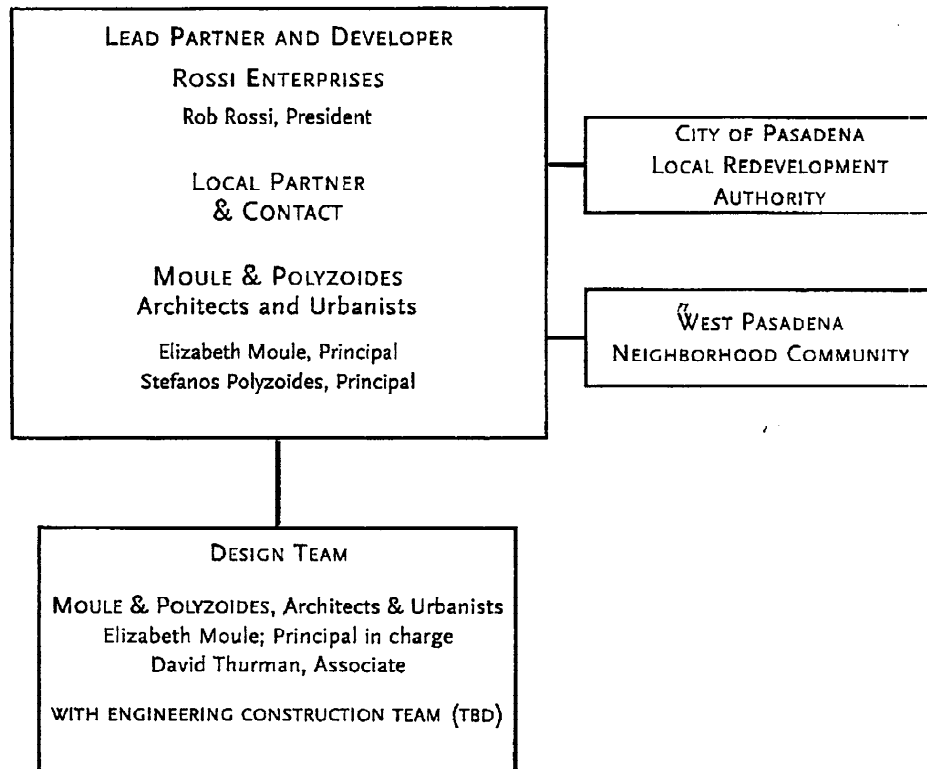 LEAD PARTNER AND DEVELOPER
ROSSI ENTERPRISES
Rob Rossi, President
LOCAL PARTNER
& CONTACT
MOULE & POLYZOIDES
Architects and Urbanists
Elizabeth Moule, Principal
Stefanos Polyzoides, Principal
CITY OF PASADENA
LOCAL REDEVELOPMENT
AUTHORITY
WEST PASADENA
NEIGHBORHOOD COMMUNITY
DESIGN TEAM
MOULE & POLYZOIDES, Architects & Urbanists
Elizabeth Moule; Principal in charge
David Thurman, Associate
WITH ENGINEERING CONSTRUCTION TEAM (TBD)